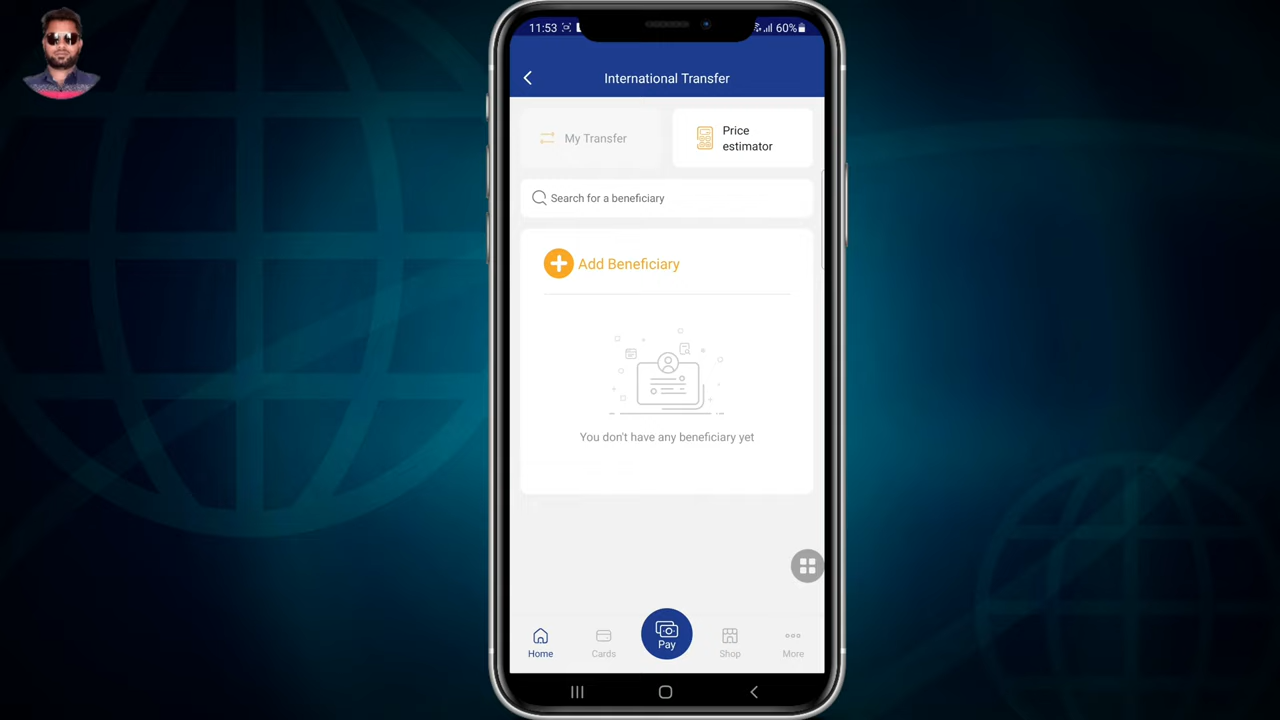 11:53
60%
International Transfer
My Transfer
Price
estimator
Search for a beneficiary
Add Beneficiary
You don't have any beneficiary yet
Home
Cards
Pay
Shop
More